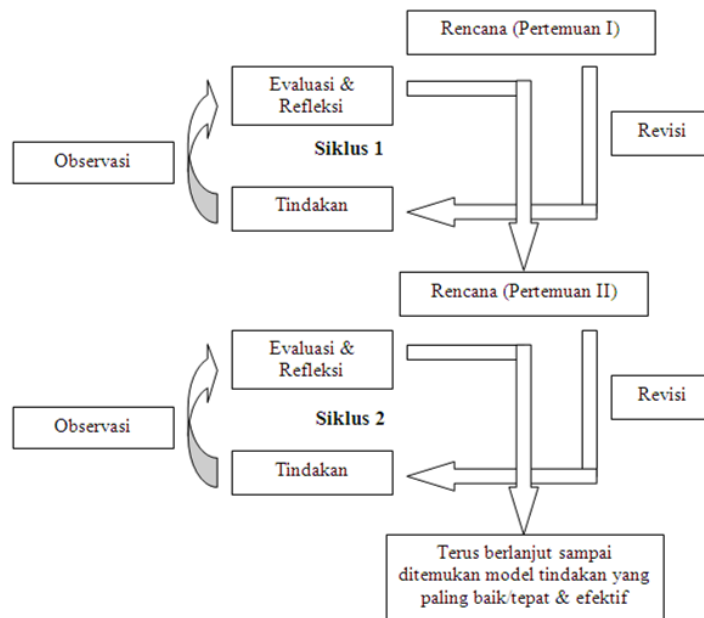 Rencana (Pertemuan I)
Evaluasi &
Refleksi
Revisi
Siklus 1
Observasi
Tindakan
Rencana (Pertemuan II)
Evaluasi &
Refleksi
Revisi
Siklus 2
Observasi
Tindakan
Terus berlanjut sampai
ditemukan model tindakan yang
paling baik/tepat & efektif